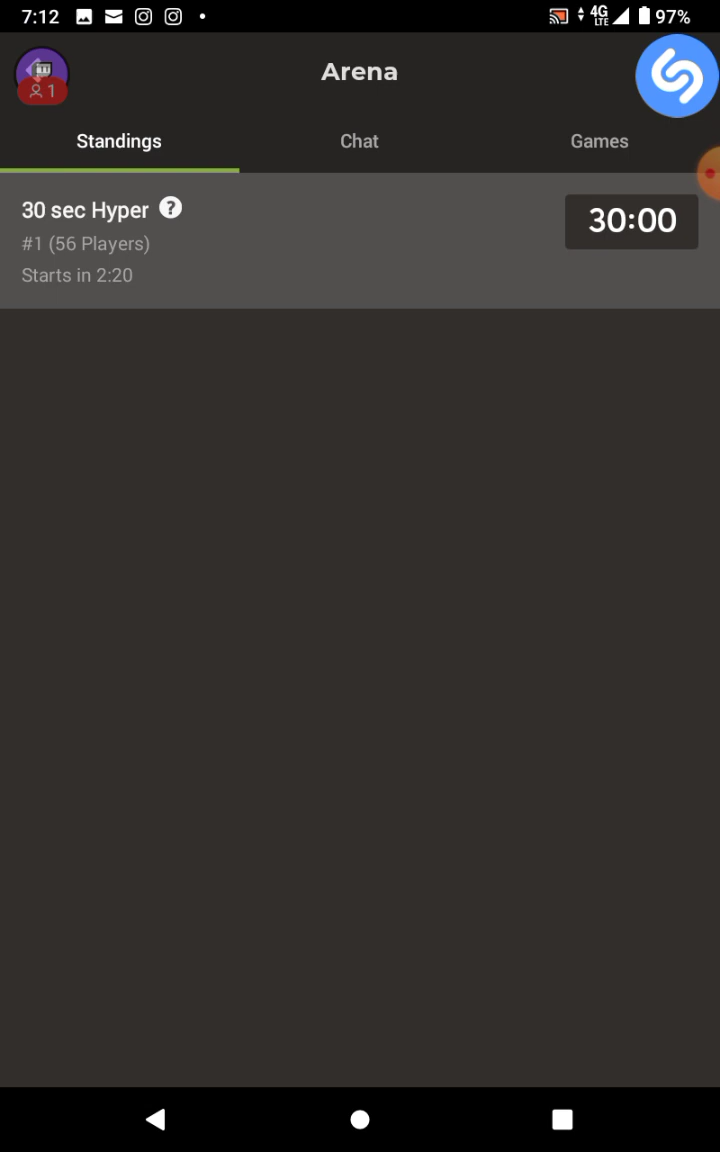 7:12
4G
LTE
97%
Arena
1
Standings
Chat
Games
30 sec Hyper ?
30:00
#1 (56 Players)
Starts in 2:20